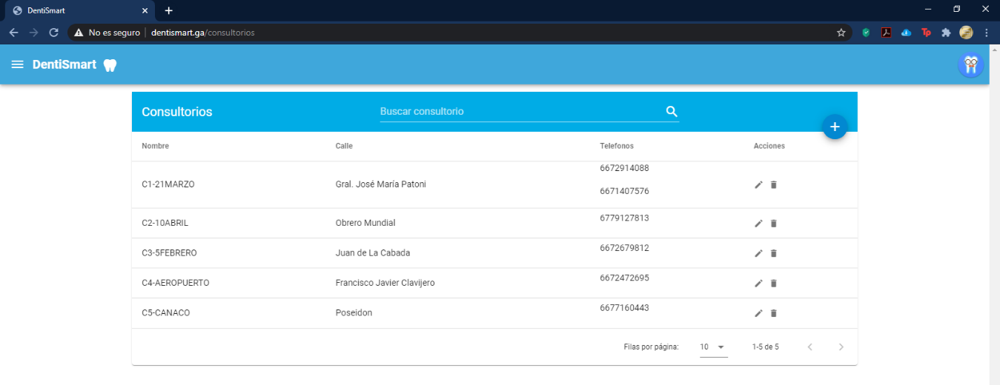 DentiSmart
No es seguro | dentismart.ga/consultorios
DentiSmart
Consultorios Buscar consultorio +
Nombre Calle Telefonos Acciones
6672914088
C1-21MARZO Gral. José María Patoni
6671407576
C2-10ABRIL Obrero Mundial 6779127813
C3-5FEBRERO Juan de La Cabada 6672679812
C4-AEROPUERTO Francisco Javier Clavijero 6672472695
C5-CANACO Poseidon 6677160443
Filas por página: 10 1-5 de 5